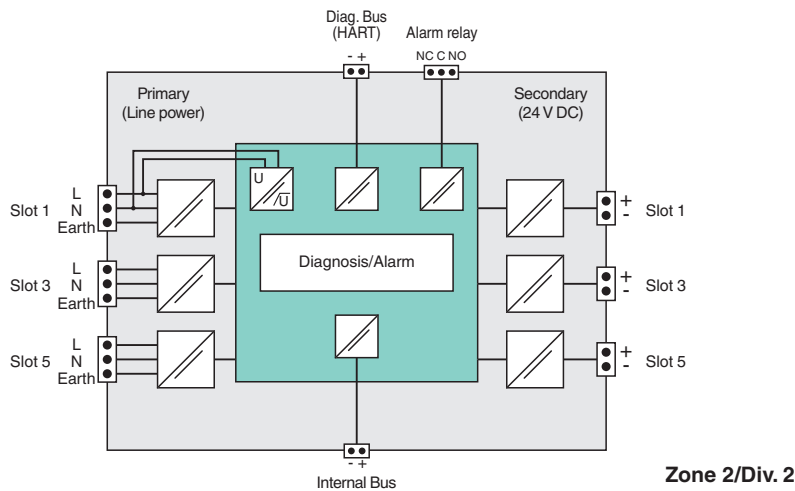 Diag. Bus
(HART)
Alarm relay
- +
NC C NO
Primary
(Line power)
Secondary
(24 V DC)
U
/U̅
L
Slot 1 N
Earth
+
- Slot 1
Diagnosis/Alarm
L
Slot 3 N
Earth
+
- Slot 3
L
Slot 5 N
Earth
+
- Slot 5
- +
Internal Bus
Zone 2/Div. 2